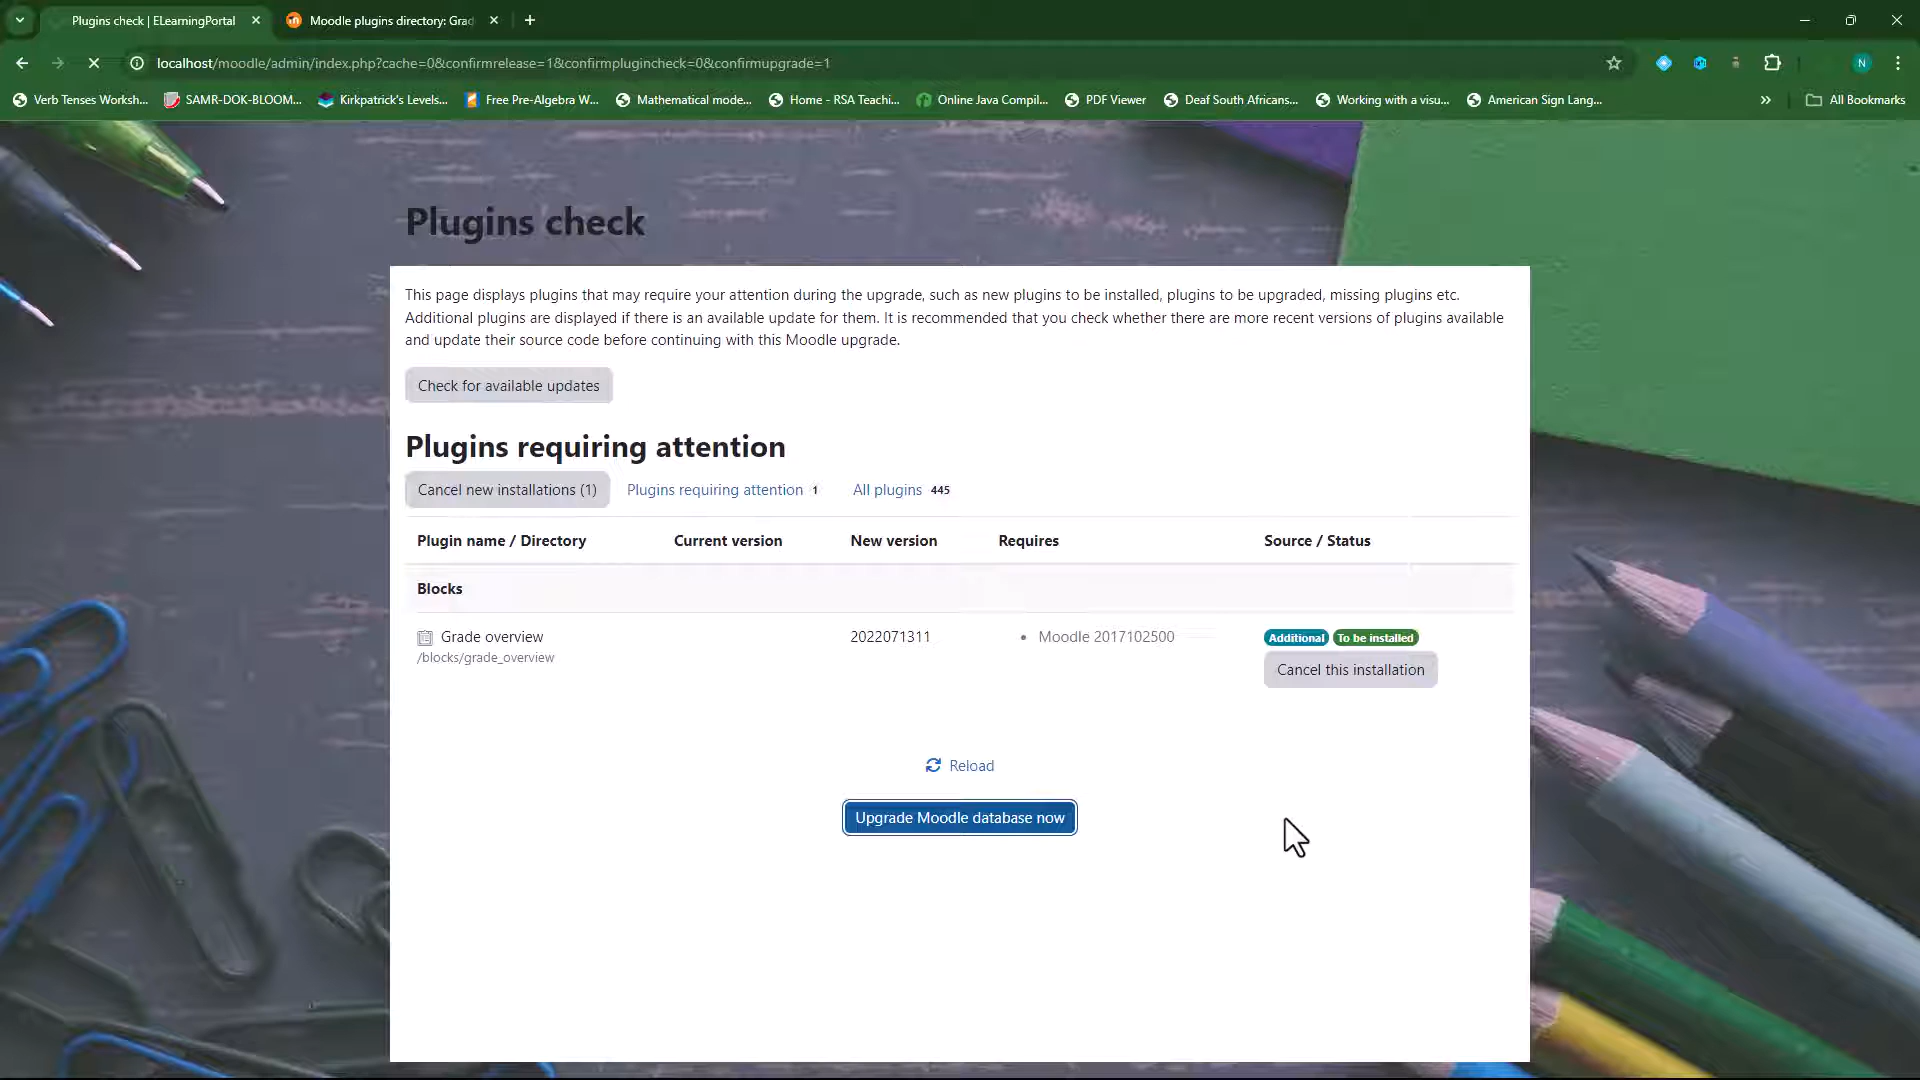 Plugins check | ELearningPortal
Moodle plugins directory: Grad
localhost/moodle/admin/index.php?cache=0&confirmrelease=1&confirmplugincheck=0&confirmupgrade=1
N
Verb Tenses Worksh...
SAMR-DOK-BLOOM...
Kirkpatrick's Levels...
Free Pre-Algebra W...
Mathematical mode...
Home - RSA Teachi...
Online Java Compil...
PDF Viewer
Deaf South Africans...
Working with a visu...
American Sign Lang...
All Bookmarks
Plugins check
This page displays plugins that may require your attention during the upgrade, such as new plugins to be installed, plugins to be upgraded, missing plugins etc.
Additional plugins are displayed if there is an available update for them. It is recommended that you check whether there are more recent versions of plugins available
and update their source code before continuing with this Moodle upgrade.
Check for available updates
Plugins requiring attention
Cancel new installations (1)
Plugins requiring attention 1
All plugins 445
Plugin name / Directory
Current version
New version
Requires
Source / Status
Blocks
Grade overview
/blocks/grade_overview
2022071311
• Moodle 2017102500
Additional
To be installed
Cancel this installation
Reload
Upgrade Moodle database now